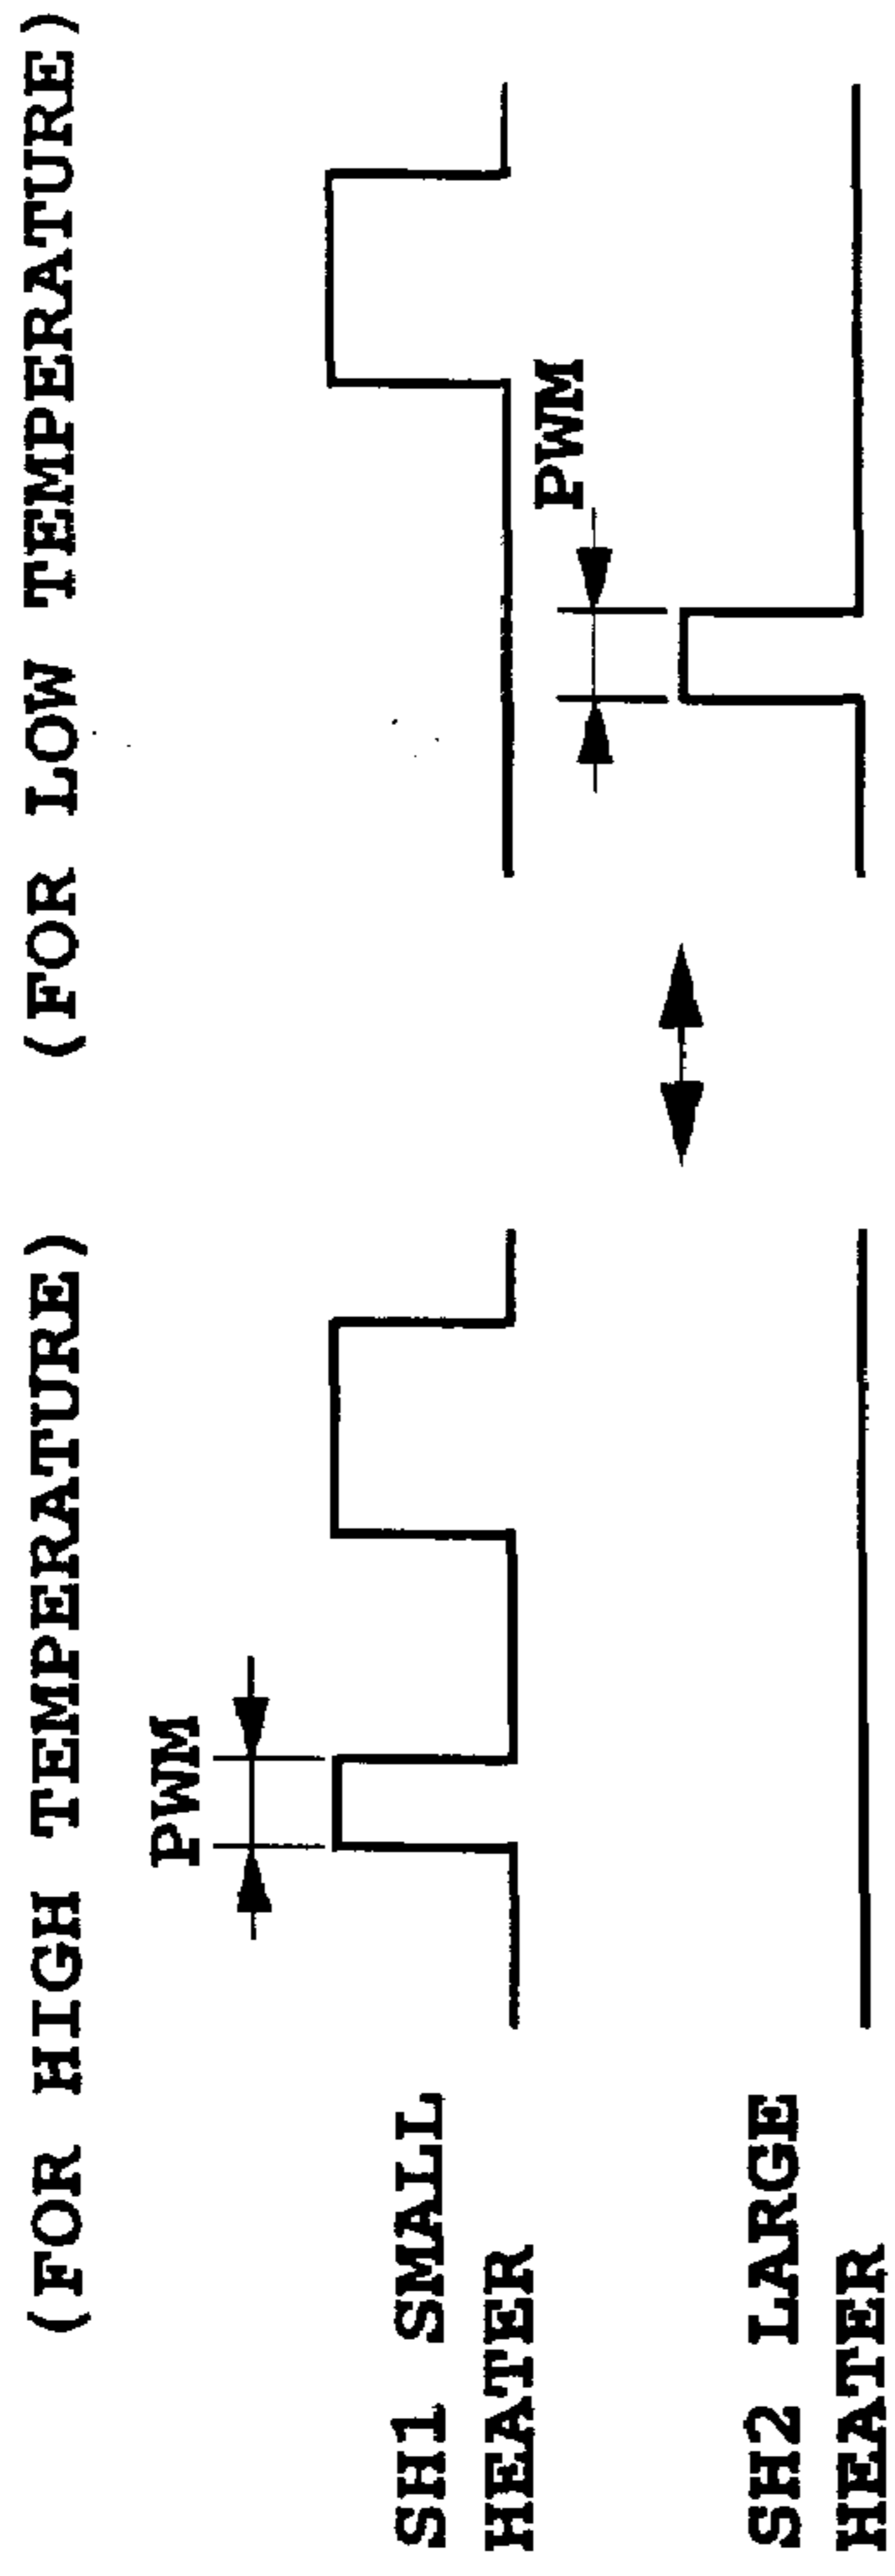 (FOR HIGH TEMPERATURE)
(FOR LOW TEMPERATURE)
PWM
SH1 SMALL
HEATER
PWM
SH2 LARGE
HEATER